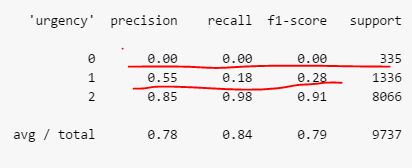 'urgency' precision recall f1-score support
0 0.00 0.00 0.00 335
1 0.55 0.18 0.28 1336
2 0.85 0.98 0.91 8066
avg / total 0.78 0.84 0.79 9737